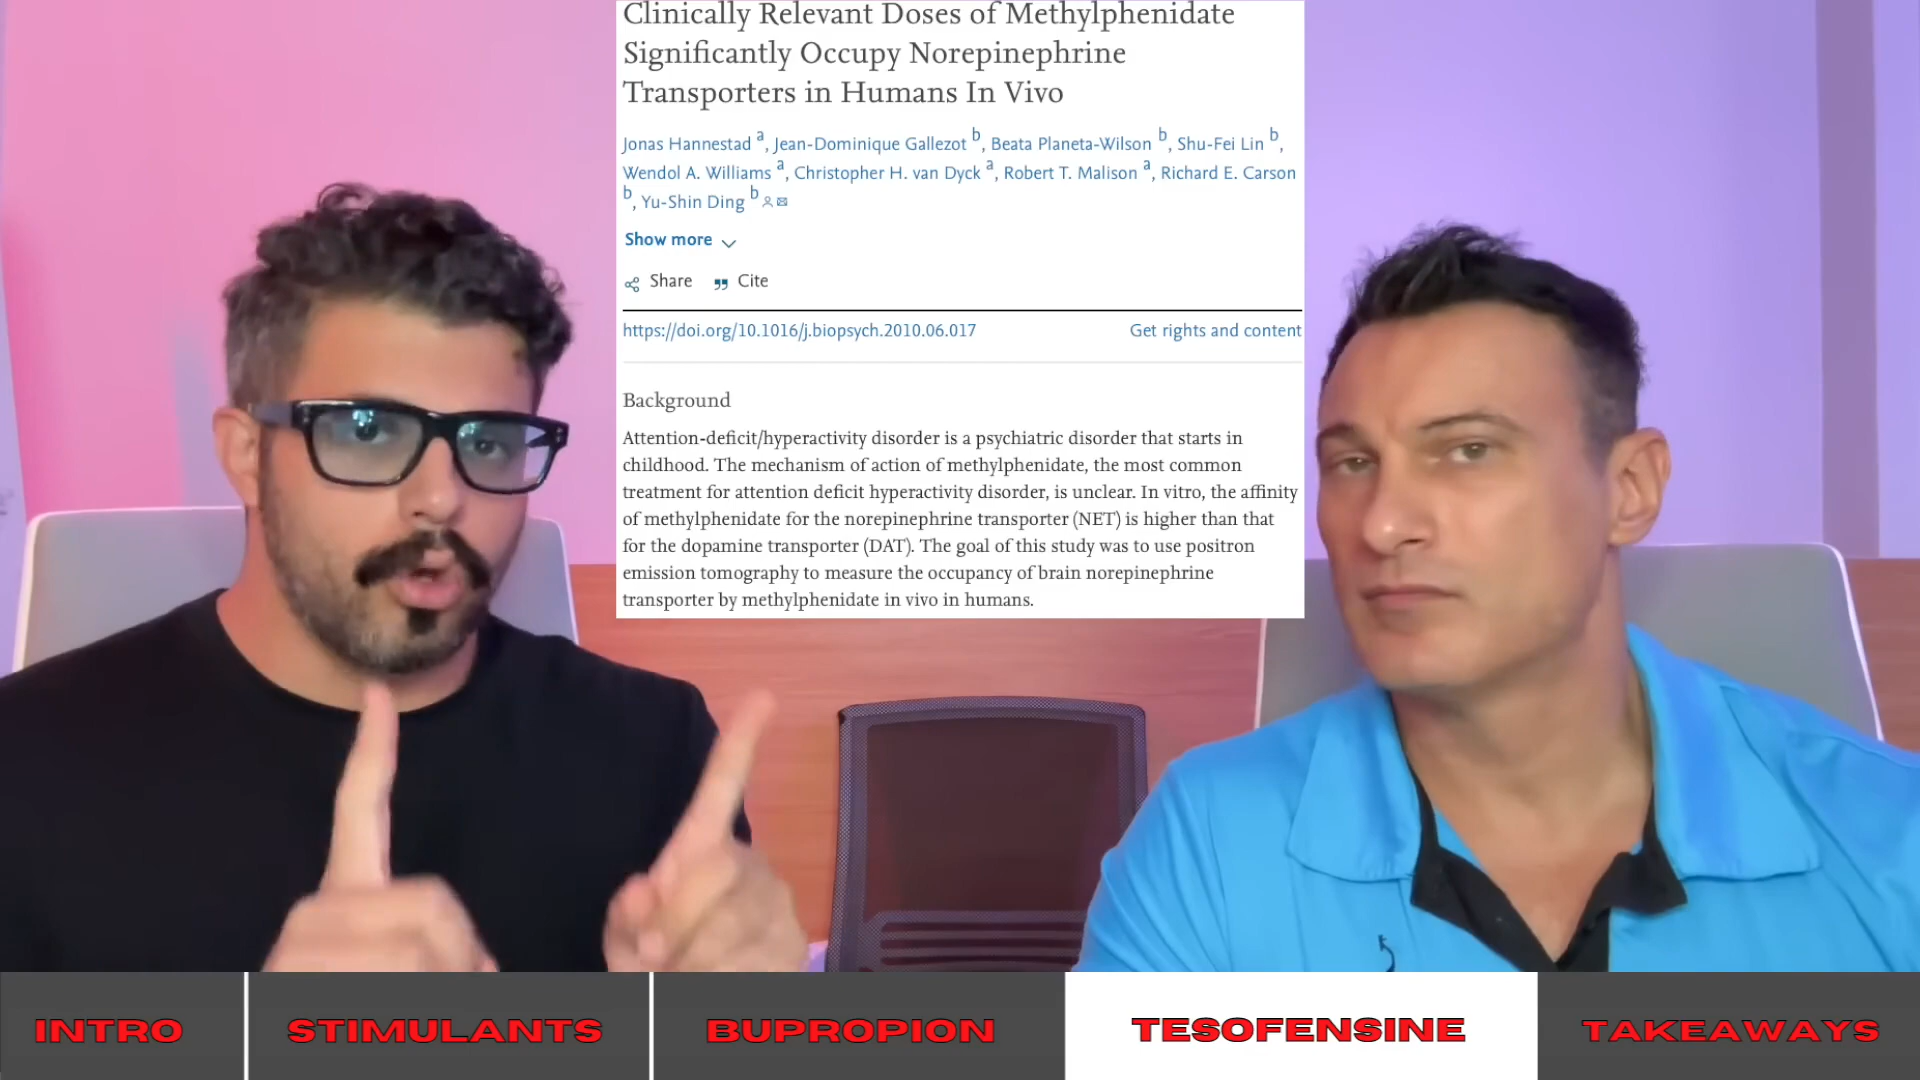 Clinically Relevant Doses of Methylphenidate
Significantly Occupy Norepinephrine
Transporters in Humans In Vivo
Jonas Hannestad a, Jean-Dominique Gallezot b, Beata Planeta-Wilson b, Shu-Fei Lin b,
Wendol A. Williams a, Christopher H. van Dyck a, Robert T. Malison a, Richard E. Carson
b, Yu-Shin Ding b
Show more
Share Cite
https://doi.org/10.1016/j.biopsych.2010.06.017 Get rights and content
Background
Attention-deficit/hyperactivity disorder is a psychiatric disorder that starts in
childhood. The mechanism of action of methylphenidate, the most common
treatment for attention deficit hyperactivity disorder, is unclear. In vitro, the affinity
of methylphenidate for the norepinephrine transporter (NET) is higher than that
for the dopamine transporter (DAT). The goal of this study was to use positron
emission tomography to measure the occupancy of brain norepinephrine
transporter by methylphenidate in vivo in humans.
INTRO STIMULANTS BUPROPION TESOFENSINE TAKEAWAYS